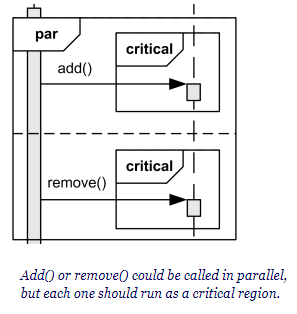 par
critical
add()
critical
remove()
Add() or remove() could be called in parallel,
but each one should run as a critical region.